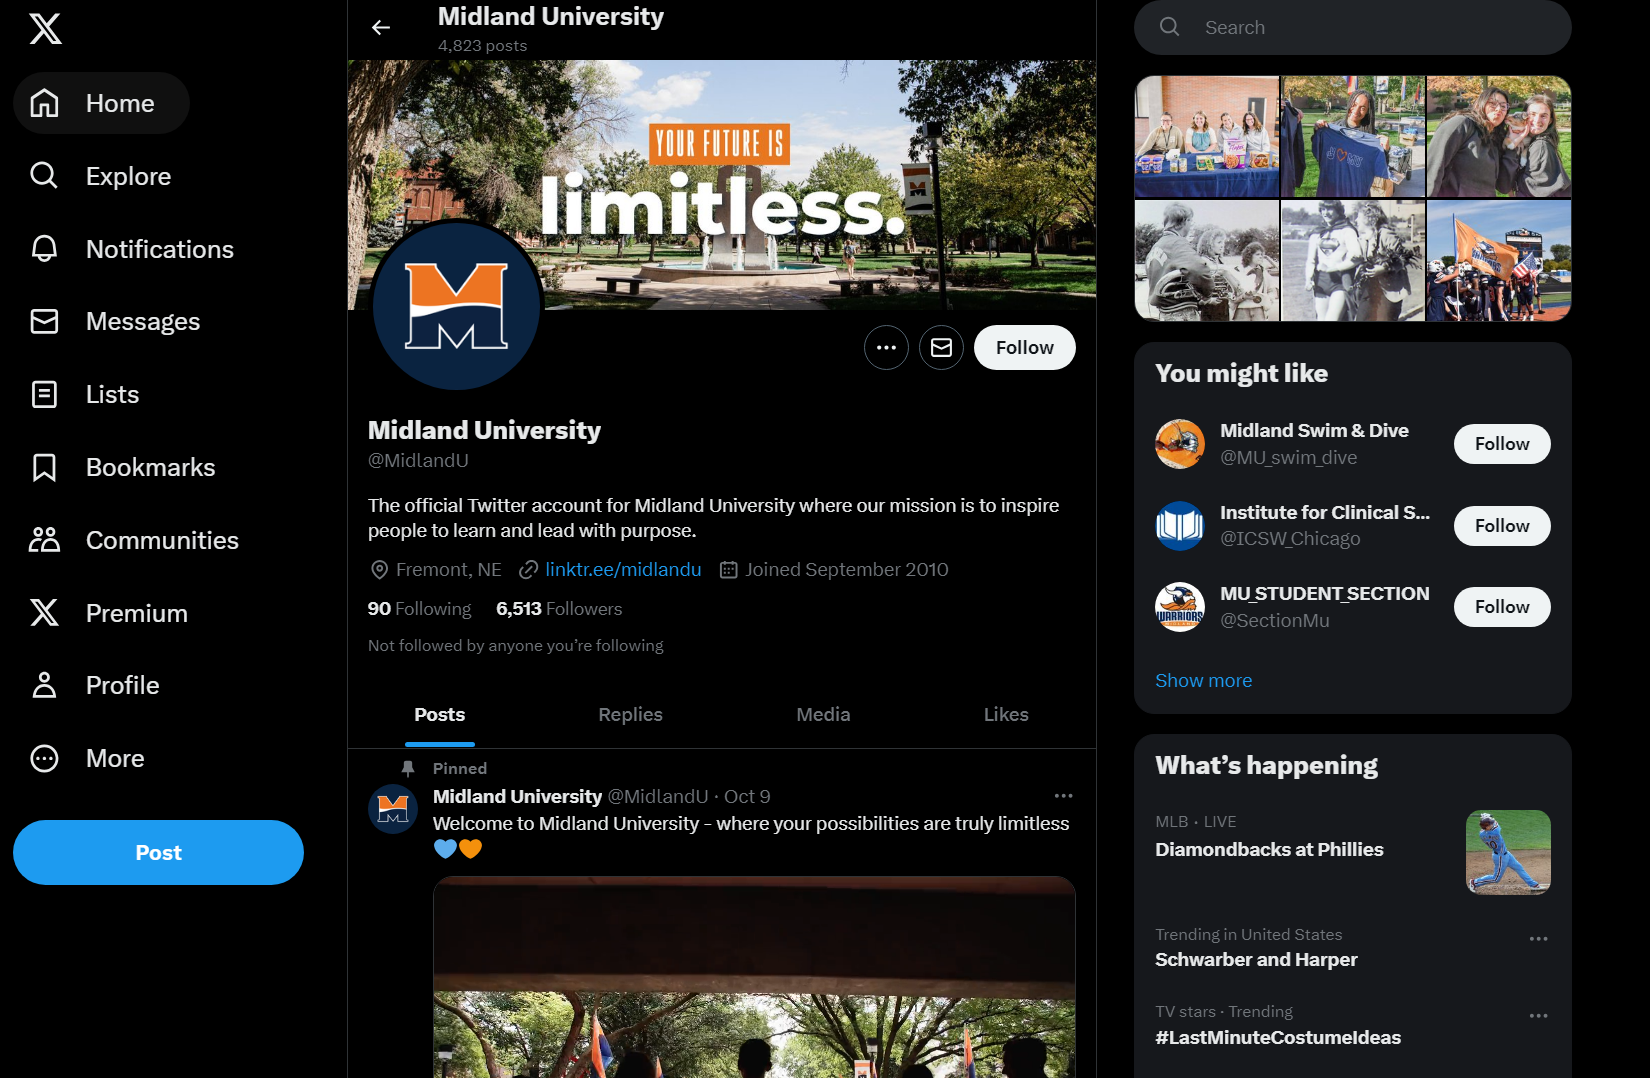 Home
Explore
Notifications
Messages
Lists
Bookmarks
Communities
Premium
Profile
More
Post
Midland University
4,823 posts
YOUR FUTURE IS
limitless.
M
Follow
Midland University
@MidlandU
The official Twitter account for Midland University where our mission is to inspire
people to learn and lead with purpose.
Fremont, NE linktr.ee/midlandu Joined September 2010
90 Following 6,513 Followers
Not followed by anyone you’re following
Posts Replies Media Likes
Pinned
Midland University @MidlandU · Oct 9
Welcome to Midland University - where your possibilities are truly limitless
💙🧡
Search
You might like
Midland Swim & Dive
@MU_swim_dive
Follow
Institute for Clinical S...
@ICSW_Chicago
Follow
MU_STUDENT_SECTION
@SectionMu
Follow
WARRIORS
Show more
What’s happening
MLB · LIVE
Diamondbacks at Phillies
Trending in United States
Schwarber and Harper
TV stars · Trending
#LastMinuteCostumeIdeas